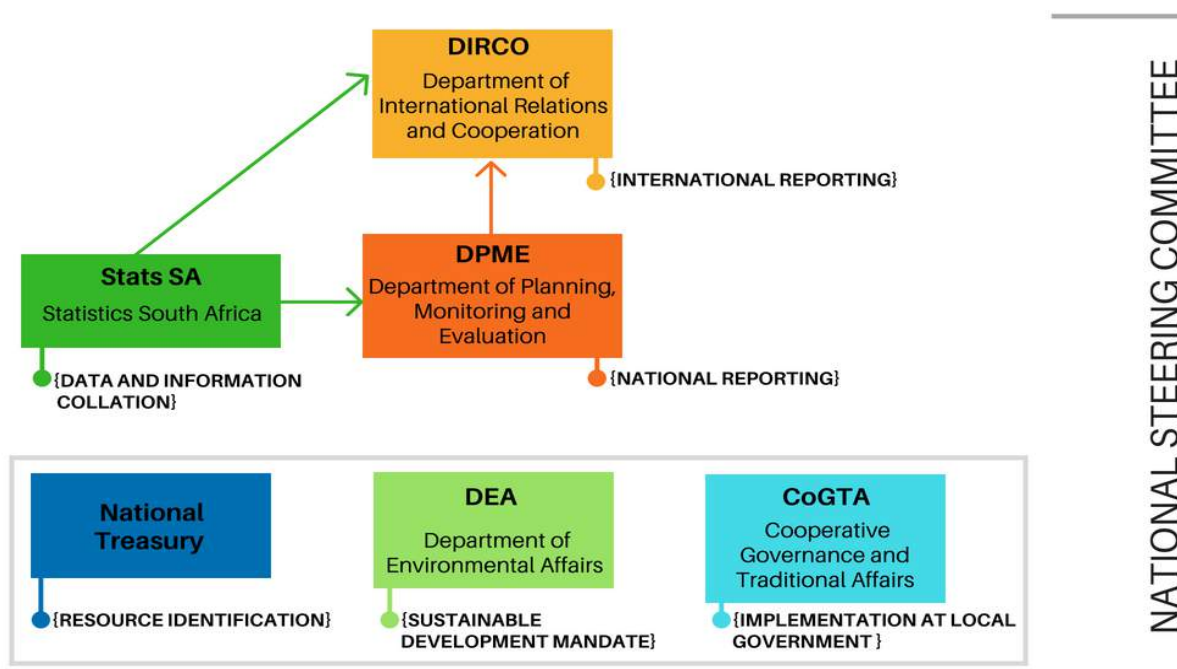 DIRCO
Department of
International Relations
and Cooperation
{INTERNATIONAL REPORTING}
Stats SA
Statistics South Africa
{DATA AND INFORMATION
COLLATION}
DPME
Department of Planning,
Monitoring and
Evaluation
{NATIONAL REPORTING}
National
Treasury
{RESOURCE IDENTIFICATION}
DEA
Department of
Environmental Affairs
{SUSTAINABLE
DEVELOPMENT MANDATE}
CoGTA
Cooperative
Governance and
Traditional Affairs
{IMPLEMENTATION AT LOCAL
GOVERNMENT }
NATIONAL STEERING COMMITTEE